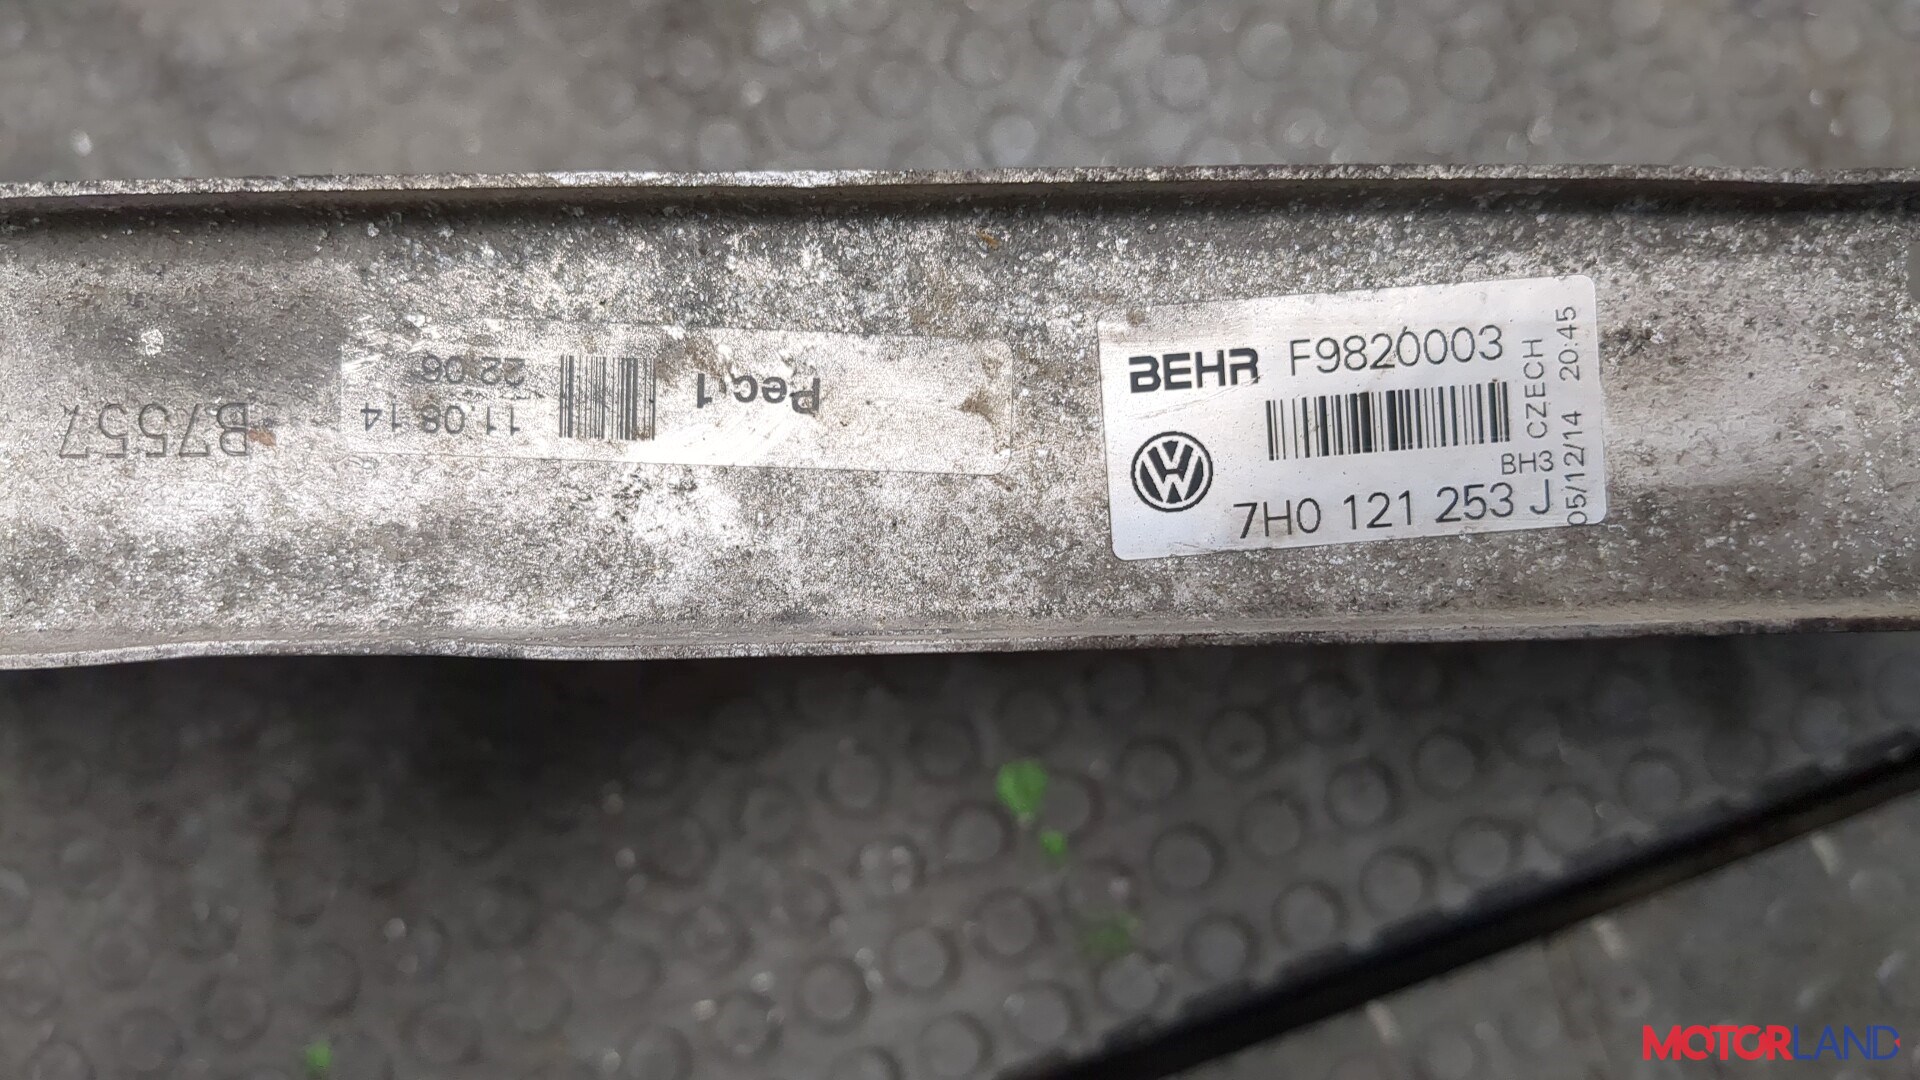 B7557
Pec 1
11.08.14
22:06
BEHR F9820003
BH3 CZECH
05/12/14 20:45
7H0 121 253 J
MOTORLAND